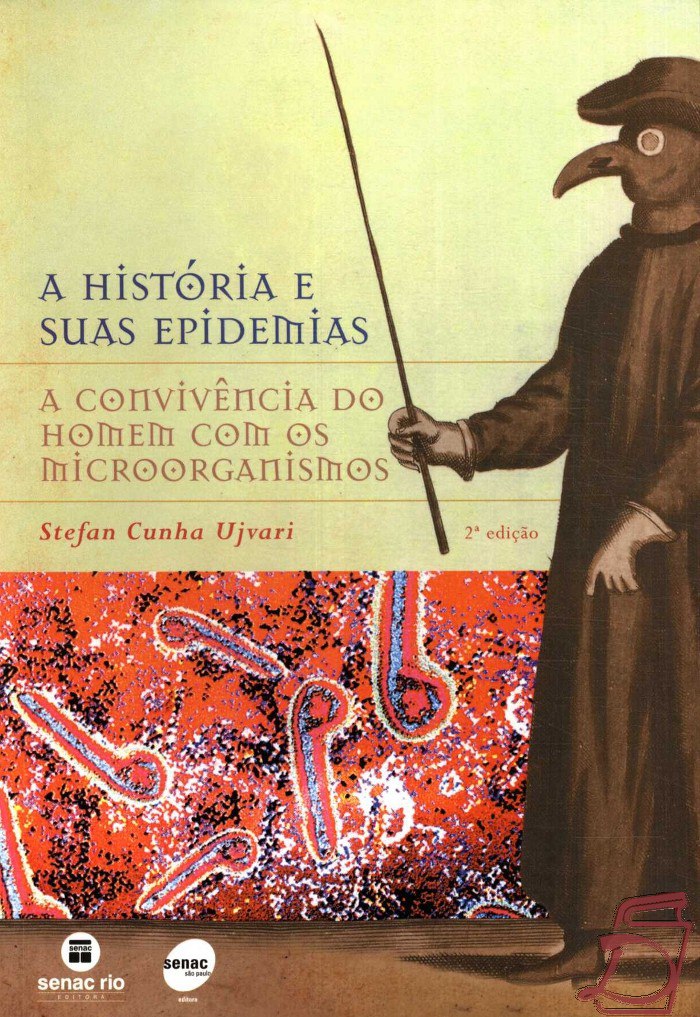 A HISTÓRIA E
SUAS EPIDEMIAS
A CONVIVÊNCIA DO
HOMEM COM OS
MICROORGANISMOS
Stefan Cunha Ujvari
2ª edição
senac
senac rio
EDITORA
senac
são paulo
editora